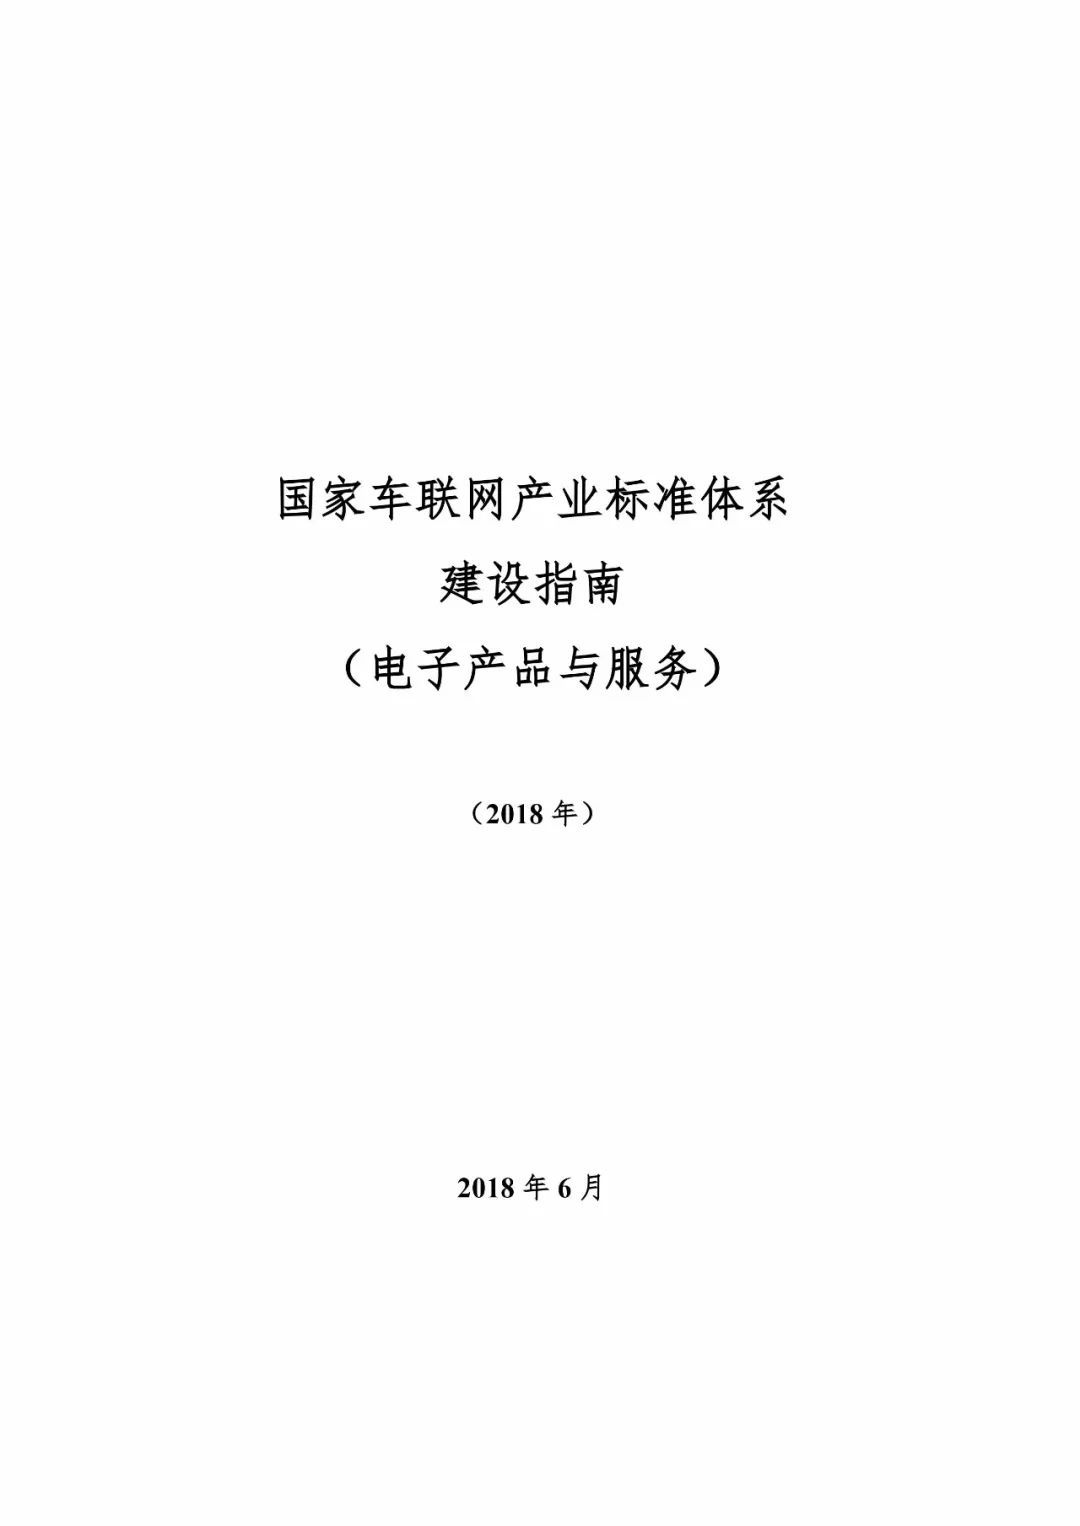 国家车联网产业标准体系
建设指南
（电子产品与服务）
（2018 年）
2018 年 6 月